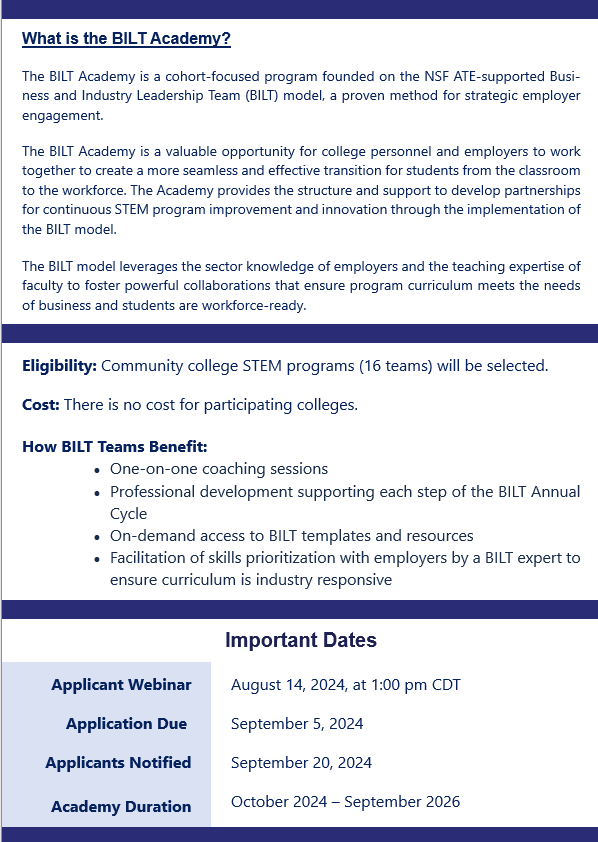 What is the BILT Academy?
The BILT Academy is a cohort-focused program founded on the NSF ATE-supported Busi-
ness and Industry Leadership Team (BILT) model, a proven method for strategic employer
engagement.
The BILT Academy is a valuable opportunity for college personnel and employers to work
together to create a more seamless and effective transition for students from the classroom
to the workforce. The Academy provides the structure and support to develop partnerships
for continuous STEM program improvement and innovation through the implementation of
the BILT model.
The BILT model leverages the sector knowledge of employers and the teaching expertise of
faculty to foster powerful collaborations that ensure program curriculum meets the needs
of business and students are workforce-ready.
Eligibility: Community college STEM programs (16 teams) will be selected.
Cost: There is no cost for participating colleges.
How BILT Teams Benefit:
• One-on-one coaching sessions
• Professional development supporting each step of the BILT Annual
Cycle
• On-demand access to BILT templates and resources
• Facilitation of skills prioritization with employers by a BILT expert to
ensure curriculum is industry responsive
Important Dates
Applicant Webinar August 14, 2024, at 1:00 pm CDT
Application Due September 5, 2024
Applicants Notified September 20, 2024
Academy Duration October 2024 – September 2026